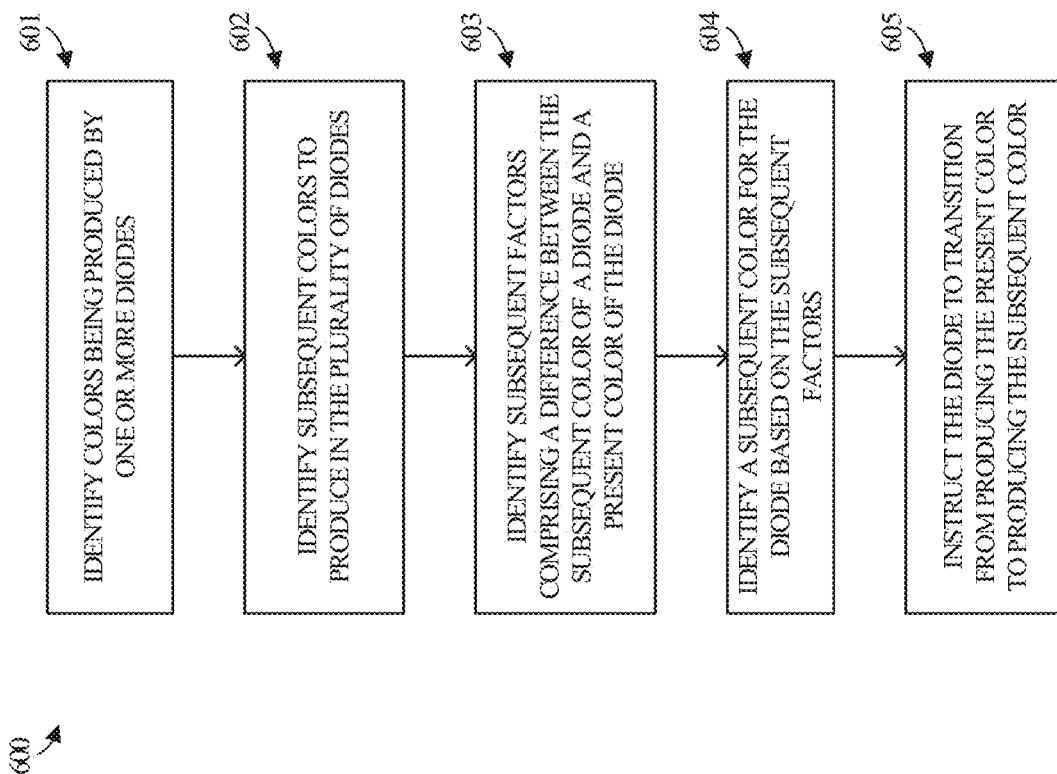 600
601
IDENTIFY COLORS BEING PRODUCED BY
ONE OR MORE DIODES
602
IDENTIFY SUBSEQUENT COLORS TO
PRODUCE IN THE PLURALITY OF DIODES
603
IDENTIFY SUBSEQUENT FACTORS
COMPRISING A DIFFERENCE BETWEEN THE
SUBSEQUENT COLOR OF A DIODE AND A
PRESENT COLOR OF THE DIODE
604
IDENTIFY A SUBSEQUENT COLOR FOR THE
DIODE BASED ON THE SUBSEQUENT
FACTORS
605
INSTRUCT THE DIODE TO TRANSITION
FROM PRODUCING THE PRESENT COLOR
TO PRODUCING THE SUBSEQUENT COLOR